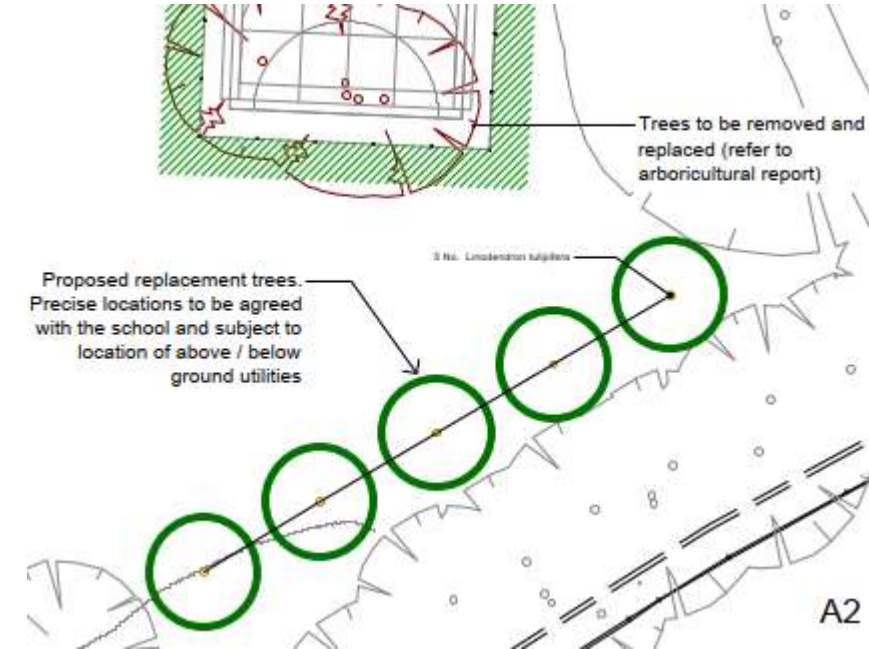 Trees to be removed and
replaced (refer to
arboricultural report)
No. Liriodendron tulipifera
Proposed replacement trees.
Precise locations to be agreed
with the school and subject to
location of above / below
ground utilities
A2